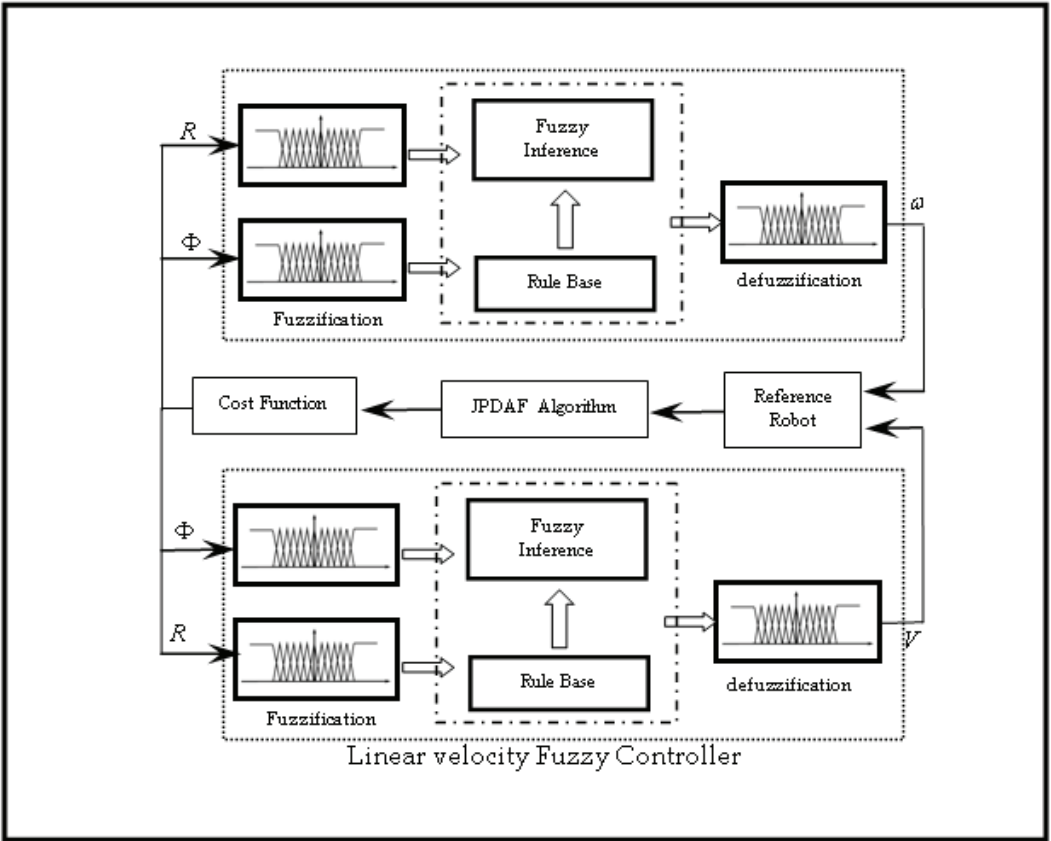 R
Fuzzy
Inference
Φ
ω
Rule Base
defuzzification
Fuzzification
Cost Function
JPDAF Algorithm
Reference
Robot
Φ
Fuzzy
Inference
R
V
Rule Base
defuzzification
Fuzzification
Linear velocity Fuzzy Controller